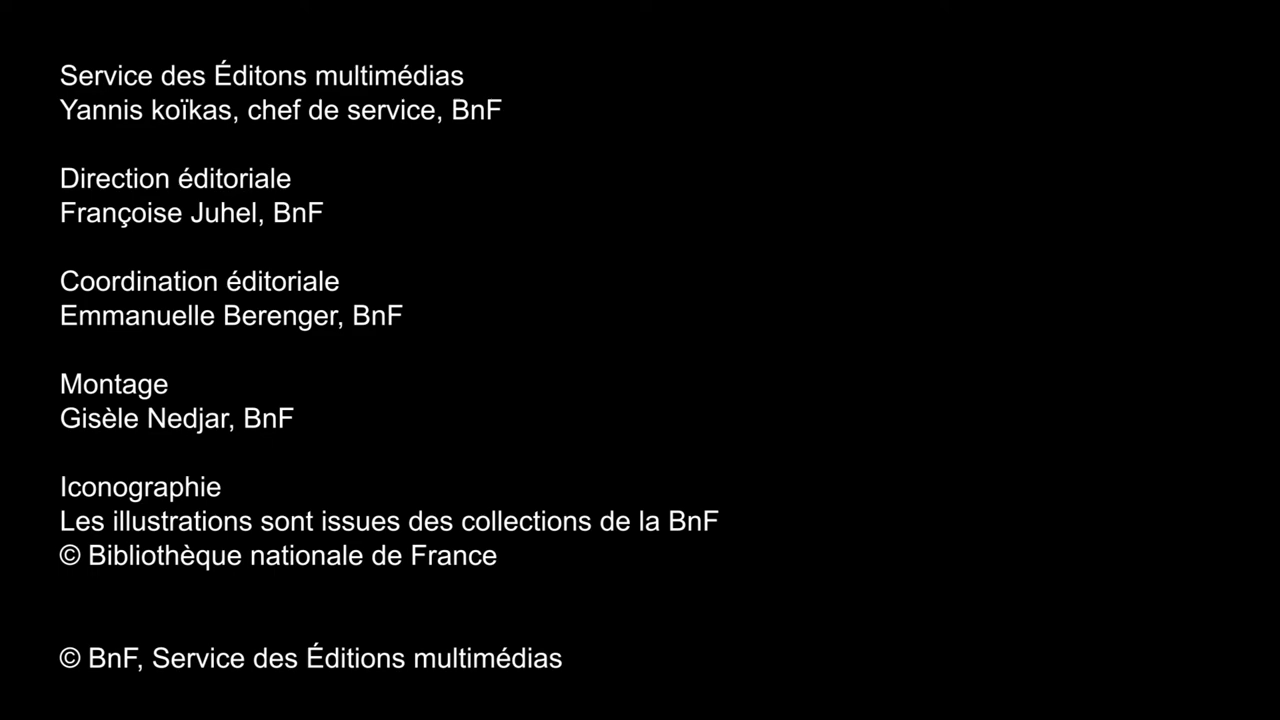 Service des Éditons multimédias
Yannis koïkas, chef de service, BnF
Direction éditoriale
Françoise Juhel, BnF
Coordination éditoriale
Emmanuelle Berenger, BnF
Montage
Gisèle Nedjar, BnF
Iconographie
Les illustrations sont issues des collections de la BnF
© Bibliothèque nationale de France
© BnF, Service des Éditions multimédias